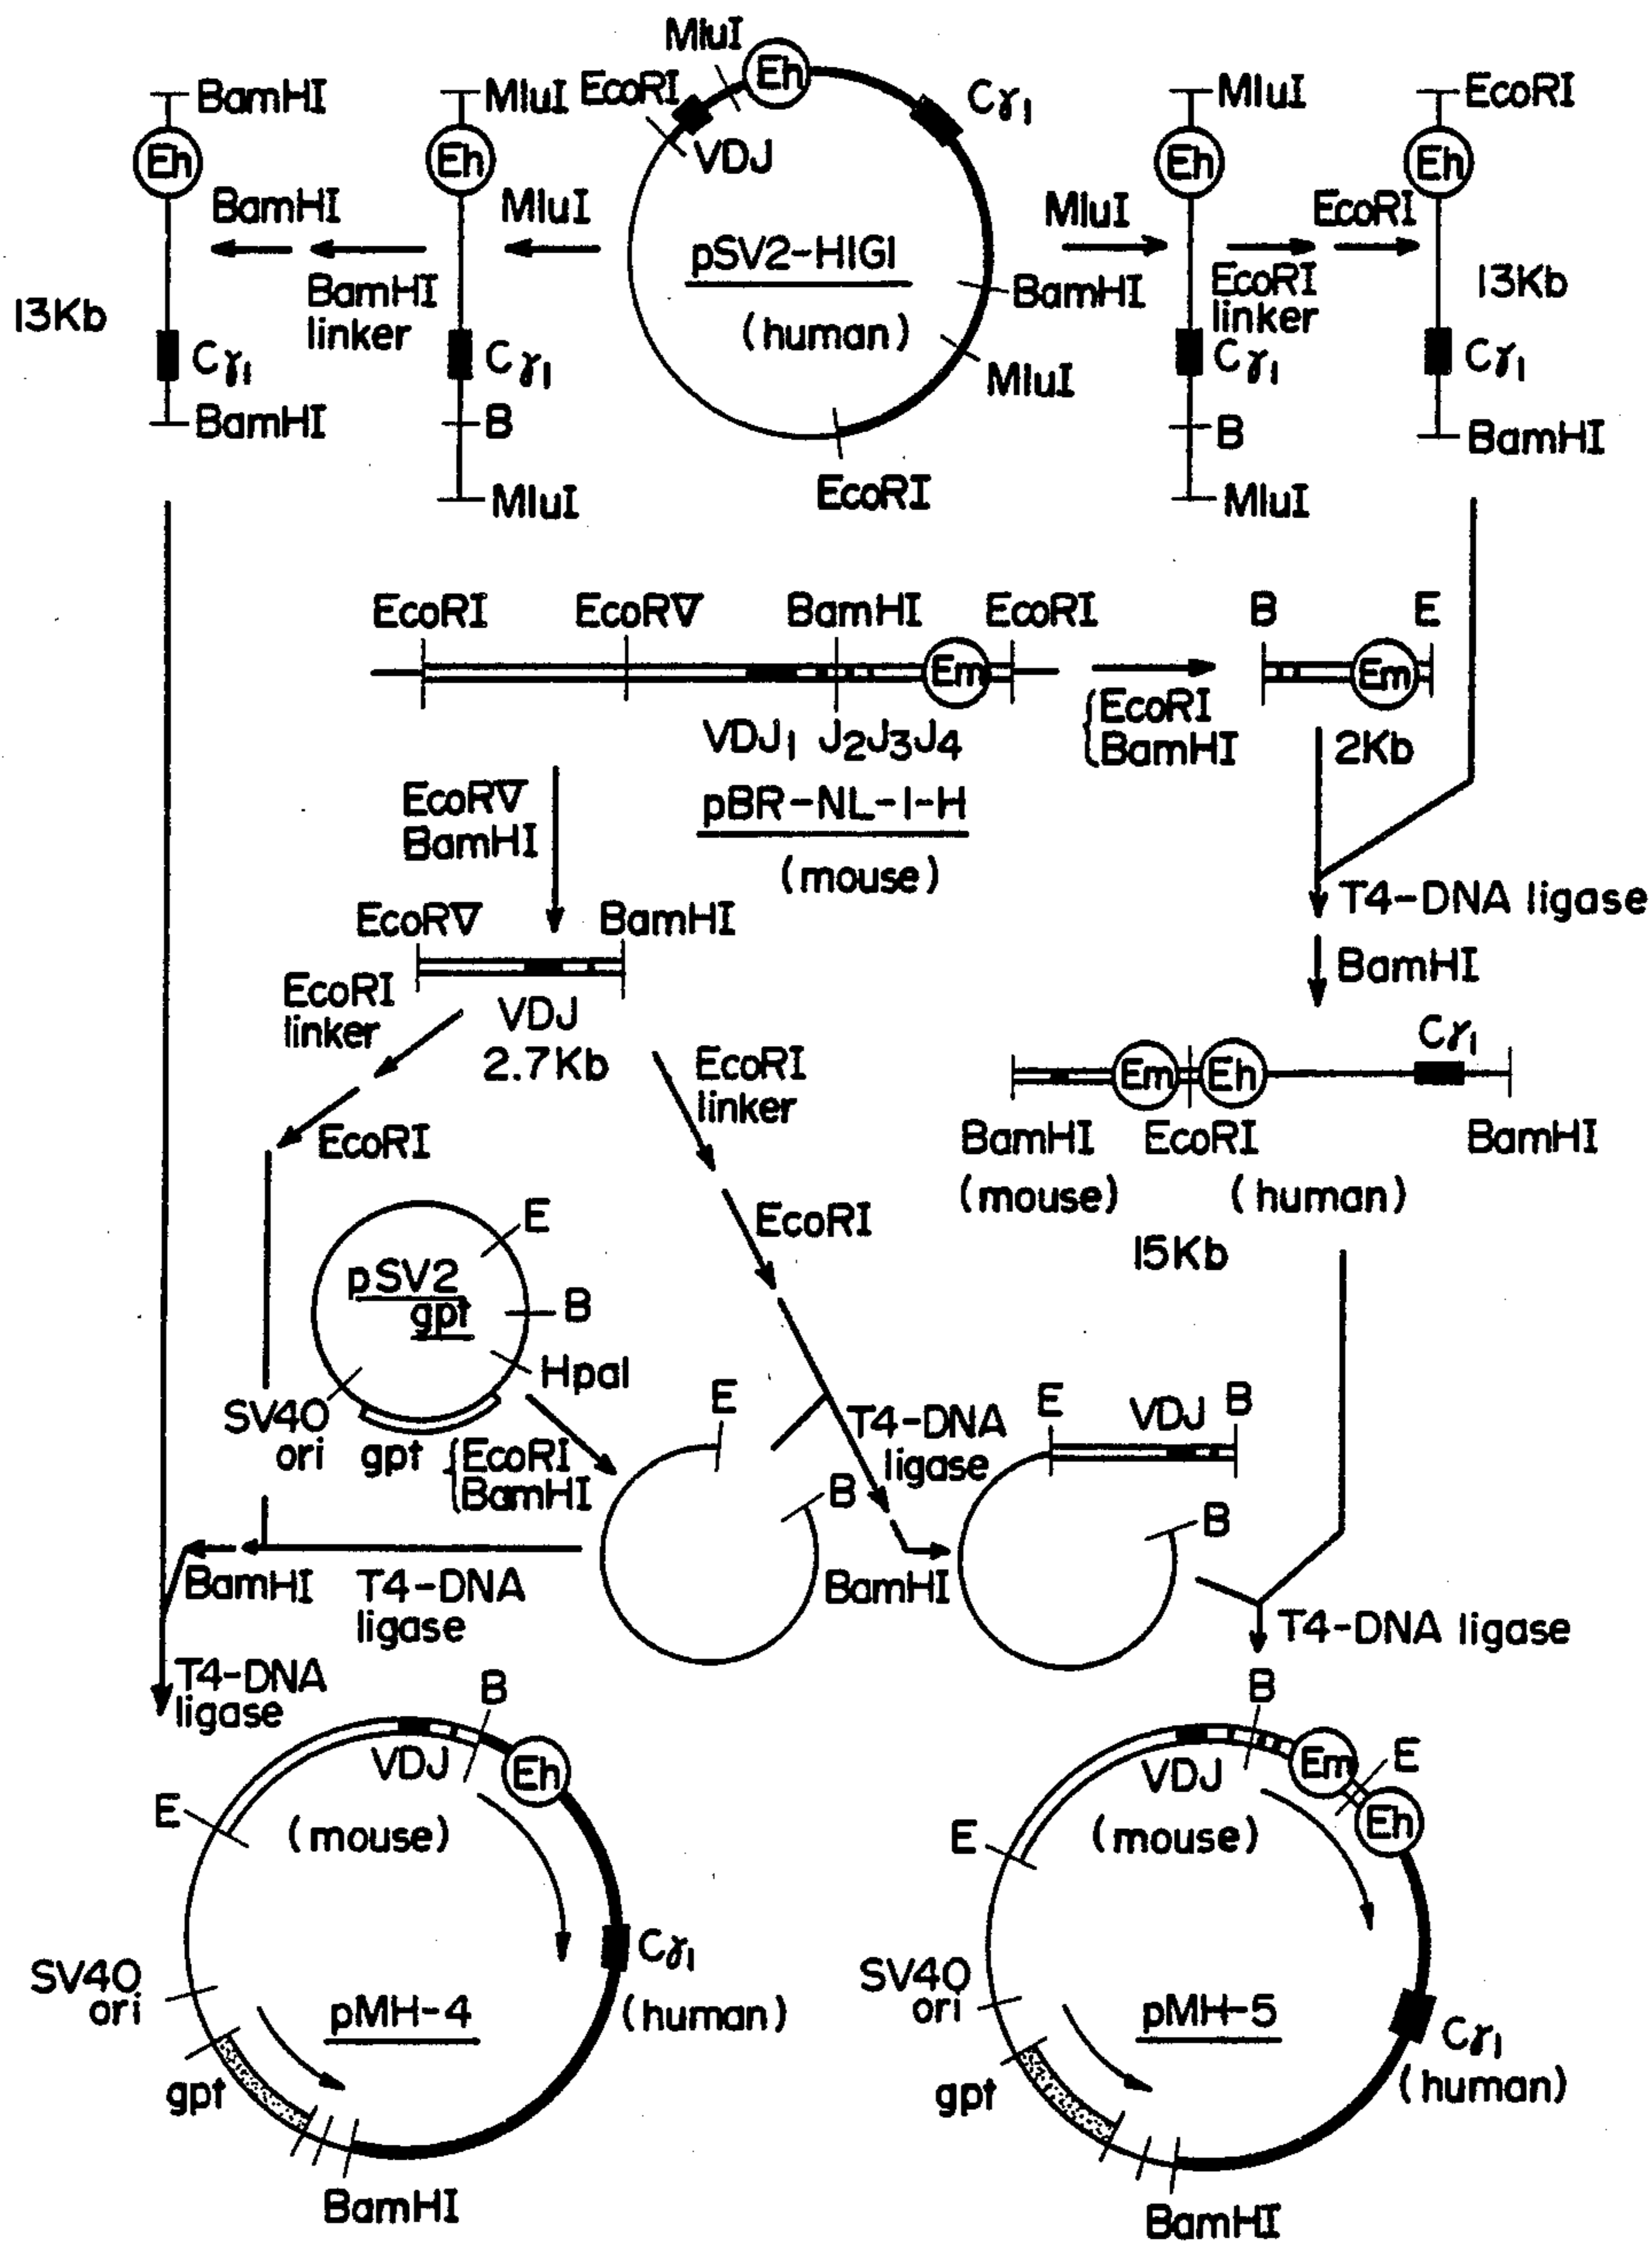 MluI
Eh
Cγ1
EcoRI
VDJ
pSV2-HIGI
(human)
BamHI
MluI
EcoRI
BamHI
Eh
13Kb
Cγ1
BamHI
BamHI
BamHI
linker
MluI
Eh
MluI
Cγ1
B
MluI
MluI
MluI
Eh
EcoRI
EcoRI
linker
Cγ1
B
MluI
EcoRI
Eh
13Kb
Cγ1
BamHI
EcoRI
EcoRV
BamHI
EcoRI
Em
VDJ1 J2J3J4
pBR-NL-1-H
(mouse)
{EcoRI
BamHI
B
E
Em
2Kb
EcoRV
BamHI
T4-DNA ligase
BamHI
EcoRV
BamHI
VDJ
2.7Kb
EcoRI
linker
EcoRI
EcoRI
linker
EcoRI
Cγ1
Em
Eh
BamHI
EcoRI
BamHI
(mouse)
(human)
15Kb
pSV2
gpt
E
B
HpaI
SV40
ori
gpt
{EcoRI
BamHI
E
B
T4-DNA
ligase
BamHI
E
VDJ
B
B
BamHI
T4-DNA
ligase
T4-DNA ligase
T4-DNA
ligase
B
VDJ
Eh
E
(mouse)
Cγ1
(human)
SV40
ori
pMH-4
gpt
BamHI
B
VDJ
Em
E
Eh
E
(mouse)
SV40
ori
pMH-5
Cγ1
(human)
gpt
BamHI